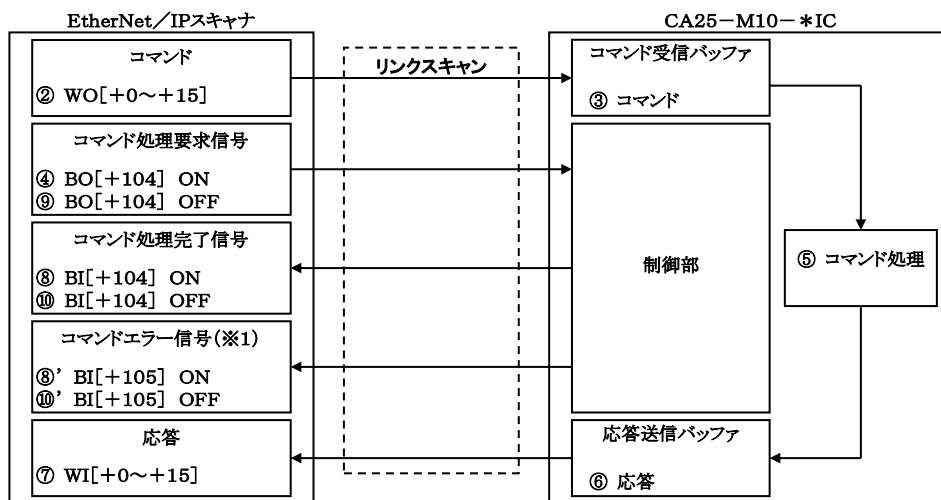 EtherNet／IPスキャナ
CA25－M10－＊IC
コマンド
② WO[＋0～＋15]
リンクスキャン
コマンド受信バッファ
③ コマンド
コマンド処理要求信号
④ BO[＋104] ON
⑨ BO[＋104] OFF
コマンド処理完了信号
⑧ BI[＋104] ON
⑩ BI[＋104] OFF
制御部
⑤ コマンド処理
コマンドエラー信号(※1)
⑧’ BI[＋105] ON
⑩’ BI[＋105] OFF
応答
⑦ WI[＋0～＋15]
応答送信バッファ
⑥ 応答